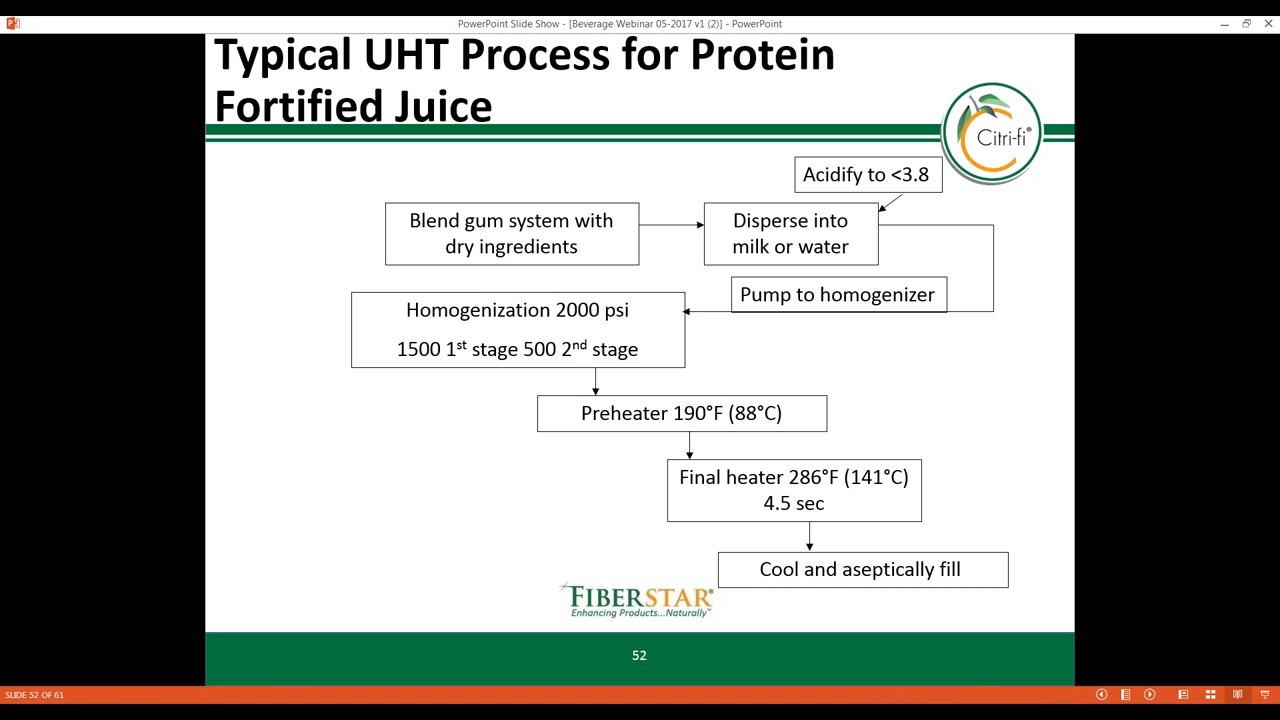 PowerPoint Slide Show - [Beverage Webinar 05-2017 v1 (2)] - PowerPoint
Typical UHT Process for Protein
Fortified Juice
Citri-fi®
Acidify to <3.8
Blend gum system with
dry ingredients
Disperse into
milk or water
Pump to homogenizer
Homogenization 2000 psi
1500 1st stage 500 2nd stage
Preheater 190°F (88°C)
Final heater 286°F (141°C)
4.5 sec
Cool and aseptically fill
FIBERSTAR®
Enhancing Products...Naturally™
52
SLIDE 52 OF 61